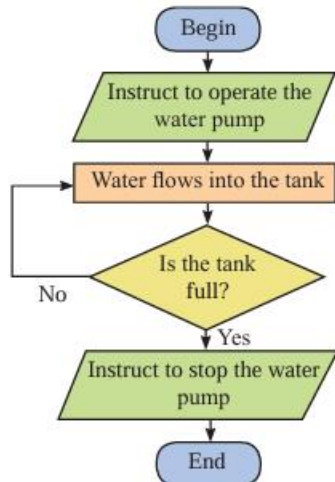 Begin
Instruct to operate the
water pump
Water flows into the tank
Is the tank
full?
No
Yes
Instruct to stop the water
pump
End